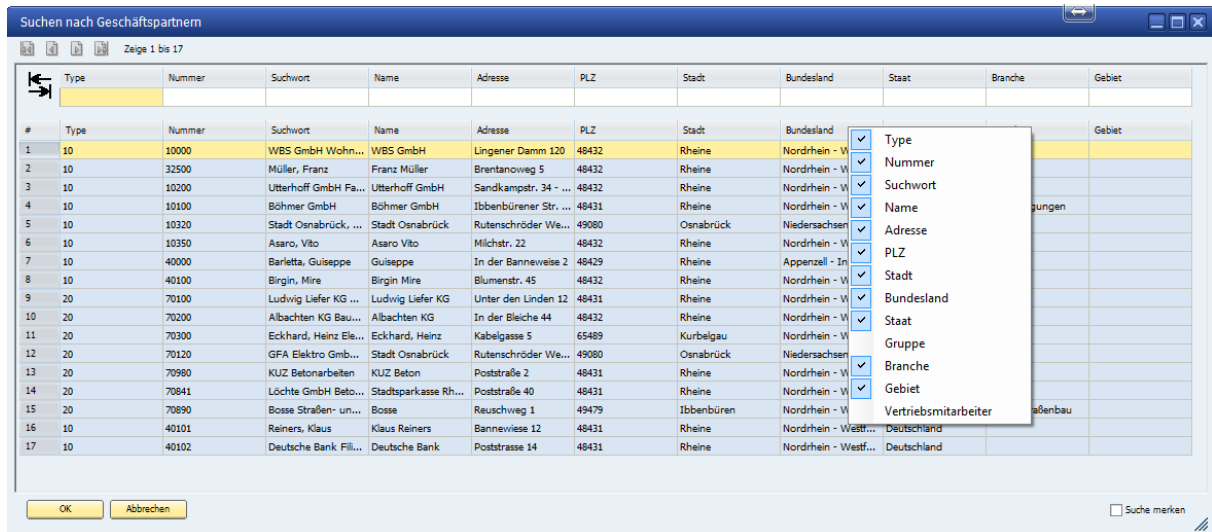 Suchen nach Geschäftspartnern
Zeige 1 bis 17
Type Nummer Suchwort Name Adresse PLZ Stadt Bundesland Staat Branche Gebiet
# Type Nummer Suchwort Name Adresse PLZ Stadt Bundesland Gebiet
1 10 10000 WBS GmbH Wohn... WBS GmbH Lingener Damm 120 48432 Rheine Nordrhein - W
2 10 32500 Müller, Franz Franz Müller Brentanoweg 5 48432 Rheine Nordrhein - W
3 10 10200 Utterhoff GmbH Fa... Utterhoff GmbH Sandkampstr. 34 - ... 48432 Rheine Nordrhein - W
4 10 10100 Böhmer GmbH Böhmer GmbH Ibbenbürener Str. ... 48431 Rheine Nordrhein - W gungen
5 10 10320 Stadt Osnabrück, ... Stadt Osnabrück Rutenschröder We... 49080 Osnabrück Niedersachsen
6 10 10350 Asaro, Vito Asaro Vito Milchstr. 22 48432 Rheine Nordrhein - W
7 10 40000 Barletta, Guiseppe Guiseppe In der Banneweise 2 48429 Rheine Appenzell - In
8 10 40100 Birgin, Mire Birgin Mire Blumenstr. 45 48432 Rheine Nordrhein - W
9 20 70100 Ludwig Liefer KG ... Ludwig Liefer KG Unter den Linden 12 48431 Rheine Nordrhein - W
10 20 70200 Albachten KG Bau... Albachten KG In der Bleiche 44 48432 Rheine Nordrhein - W
11 20 70300 Eckhard, Heinz Ele... Eckhard, Heinz Kabelgasse 5 65489 Kurbelgau Nordrhein - W
12 20 70120 GFA Elektro Gmb... Stadt Osnabrück Rutenschröder We... 49080 Osnabrück Niedersachsen
13 20 70980 KUZ Betonarbeiten KUZ Beton Poststraße 2 48431 Rheine Nordrhein - W
14 20 70841 Löchte GmbH Beto... Stadtsparkasse Rh... Poststraße 40 48431 Rheine Nordrhein - W
15 20 70890 Bosse Straßen- un... Bosse Reuschweg 1 49479 Ibbenbüren Nordrhein - W aßenbau
16 10 40101 Reiners, Klaus Klaus Reiners Bannewiese 12 48431 Rheine Nordrhein - Westf... Deutschland
17 10 40102 Deutsche Bank Fili... Deutsche Bank Poststrasse 14 48431 Rheine Nordrhein - Westf... Deutschland
Type
Nummer
Suchwort
Name
Adresse
PLZ
Stadt
Bundesland
Staat
Gruppe
Branche
Gebiet
Vertriebsmitarbeiter
OK Abbrechen Suche merken